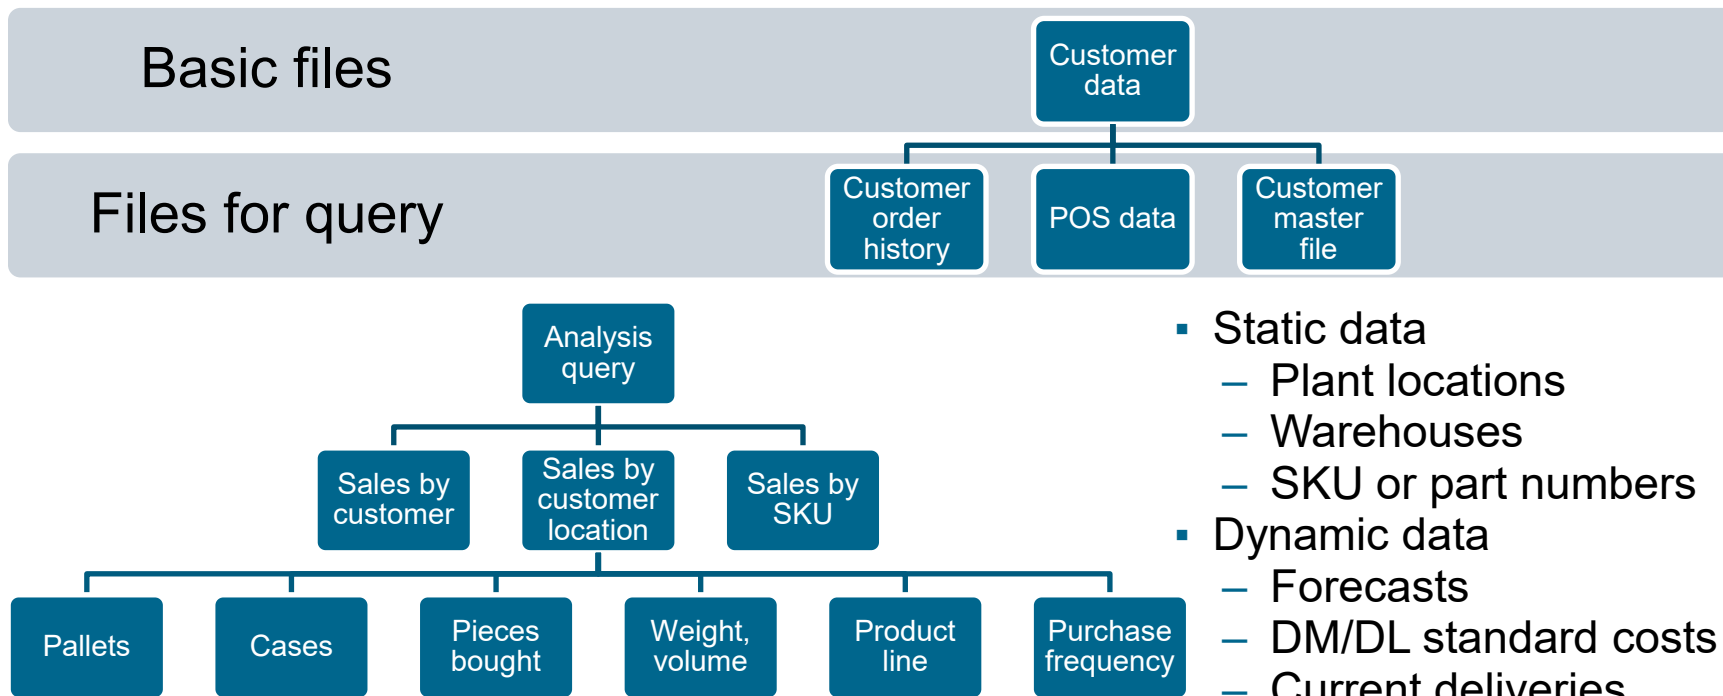 Basic files
Customer
data
Files for query
Customer
order
history
POS data
Customer
master
file
Analysis
query
Sales by
customer
Sales by
customer
location
Sales by
SKU
Pallets
Cases
Pieces
bought
Weight,
volume
Product
line
Purchase
frequency
▪ Static data
– Plant locations
– Warehouses
– SKU or part numbers
▪ Dynamic data
– Forecasts
– DM/DL standard costs
– Current deliveries